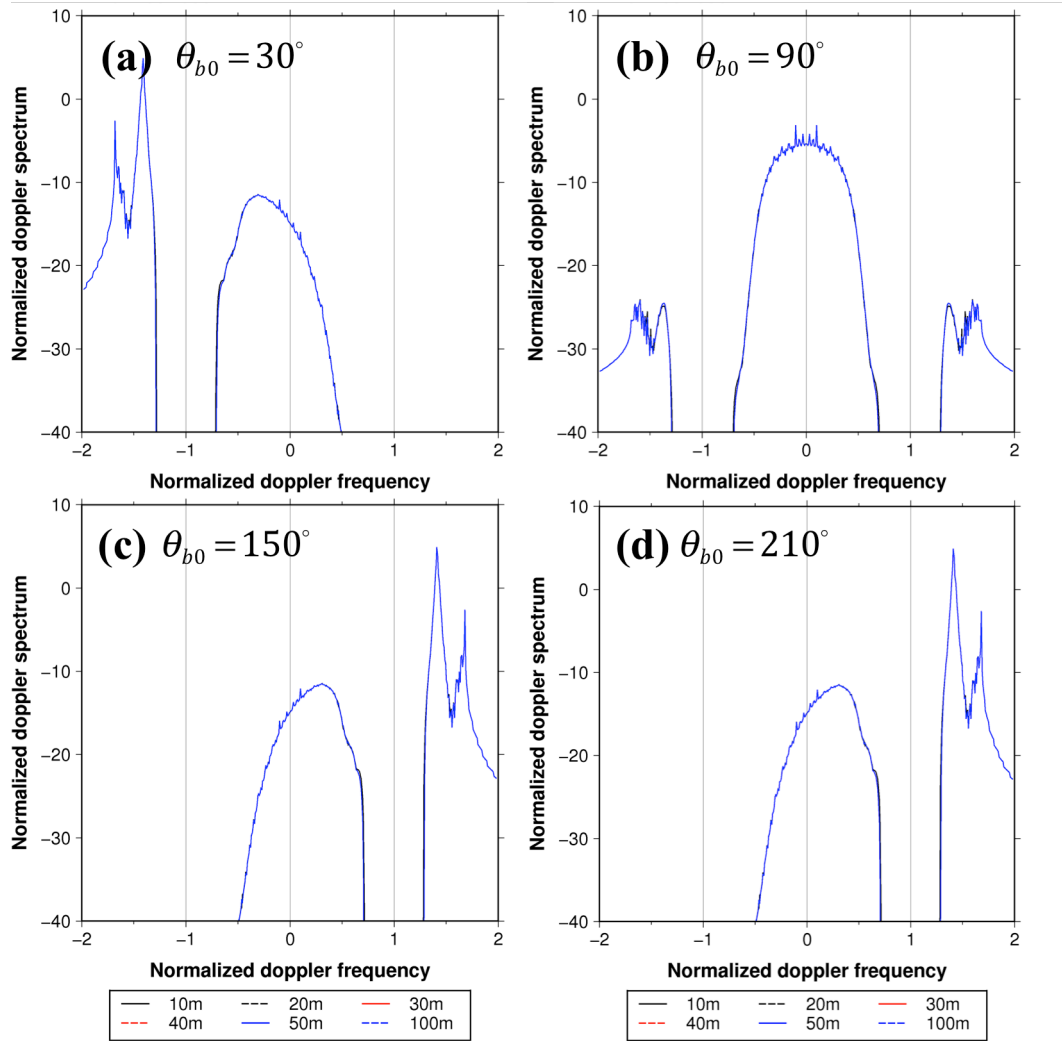 (a) θb0 = 30°
10
0
−10
−20
−30
−40
−2 −1 0 1 2
Normalized doppler spectrum
Normalized doppler frequency
(b) θb0 = 90°
10
0
−10
−20
−30
−40
−2 −1 0 1 2
Normalized doppler spectrum
Normalized doppler frequency
(c) θb0 = 150°
10
0
−10
−20
−30
−40
−2 −1 0 1 2
Normalized doppler spectrum
Normalized doppler frequency
(d) θb0 = 210°
10
0
−10
−20
−30
−40
−2 −1 0 1 2
Normalized doppler spectrum
Normalized doppler frequency
10m 20m 30m
40m 50m 100m
10m 20m 30m
40m 50m 100m